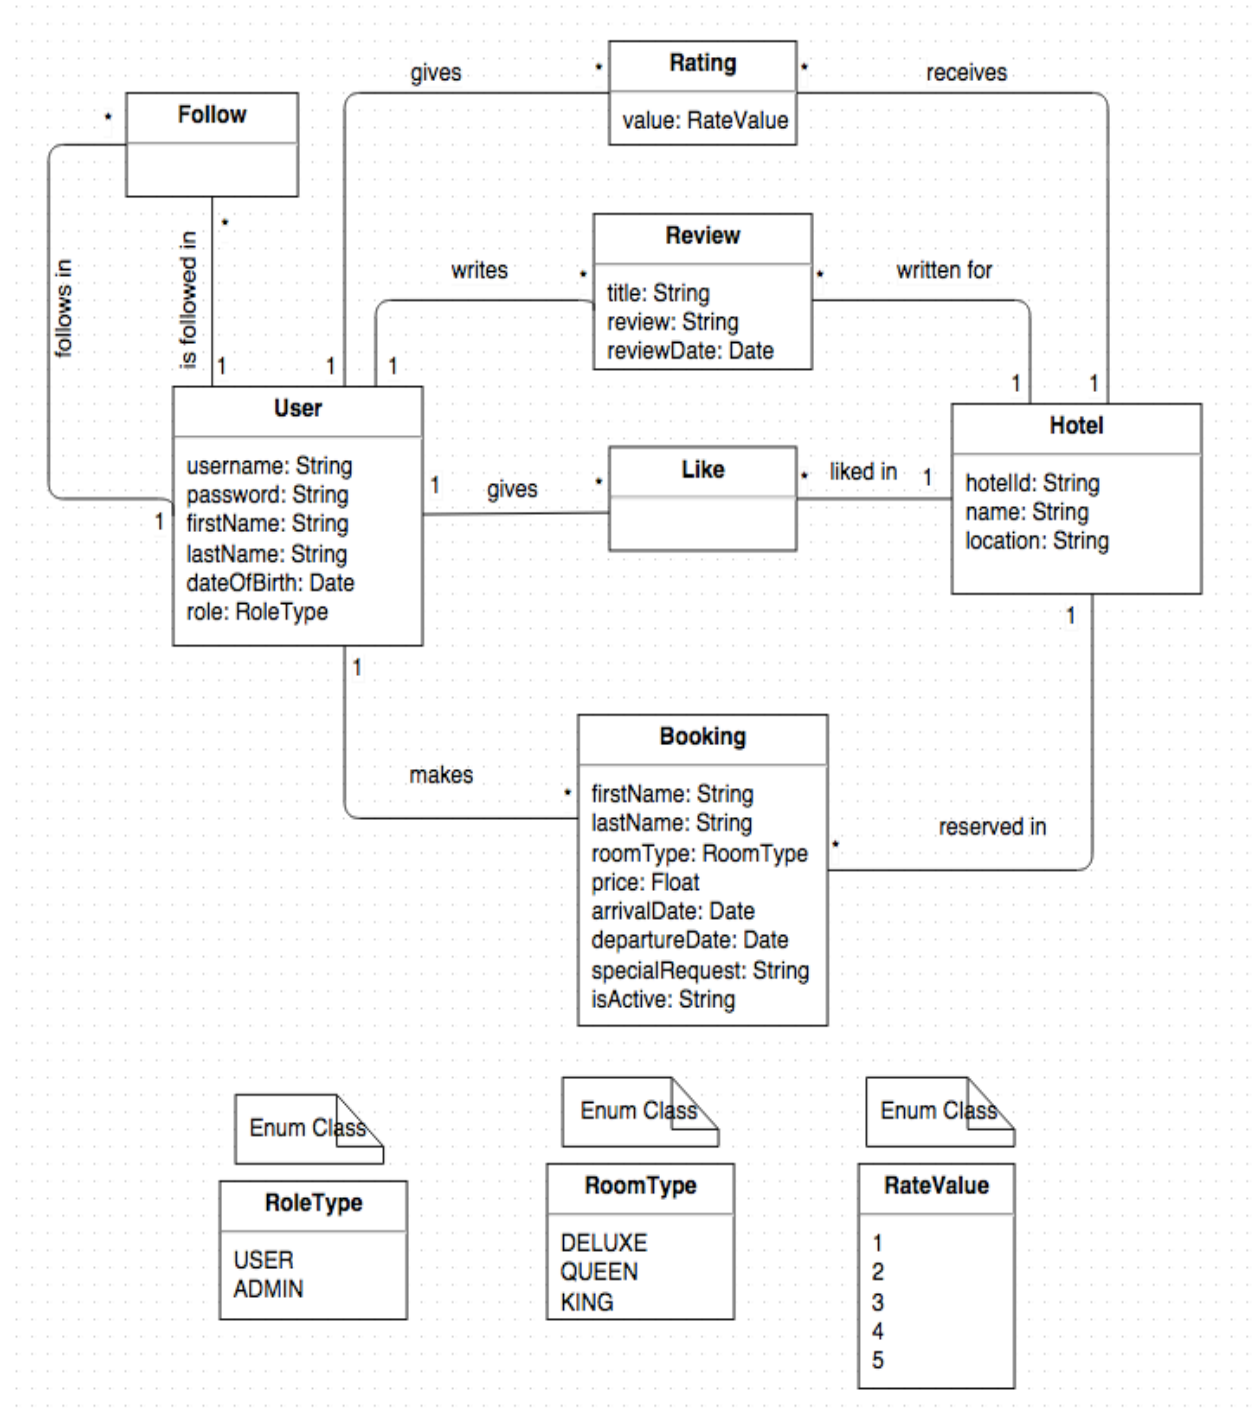 gives
*
Rating
*
receives
value: RateValue
*
Follow
*
follows in
is followed in
1
1
1
1
writes
*
Review
*
written for
title: String
review: String
reviewDate: Date
1
1
User
username: String
password: String
firstName: String
lastName: String
dateOfBirth: Date
role: RoleType
1
gives
*
Like
*
liked in
1
Hotel
hotelId: String
name: String
location: String
1
1
makes
*
Booking
firstName: String
lastName: String
roomType: RoomType
price: Float
arrivalDate: Date
departureDate: Date
specialRequest: String
isActive: String
*
reserved in
Enum Class
RoleType
USER
ADMIN
Enum Class
RoomType
DELUXE
QUEEN
KING
Enum Class
RateValue
1
2
3
4
5